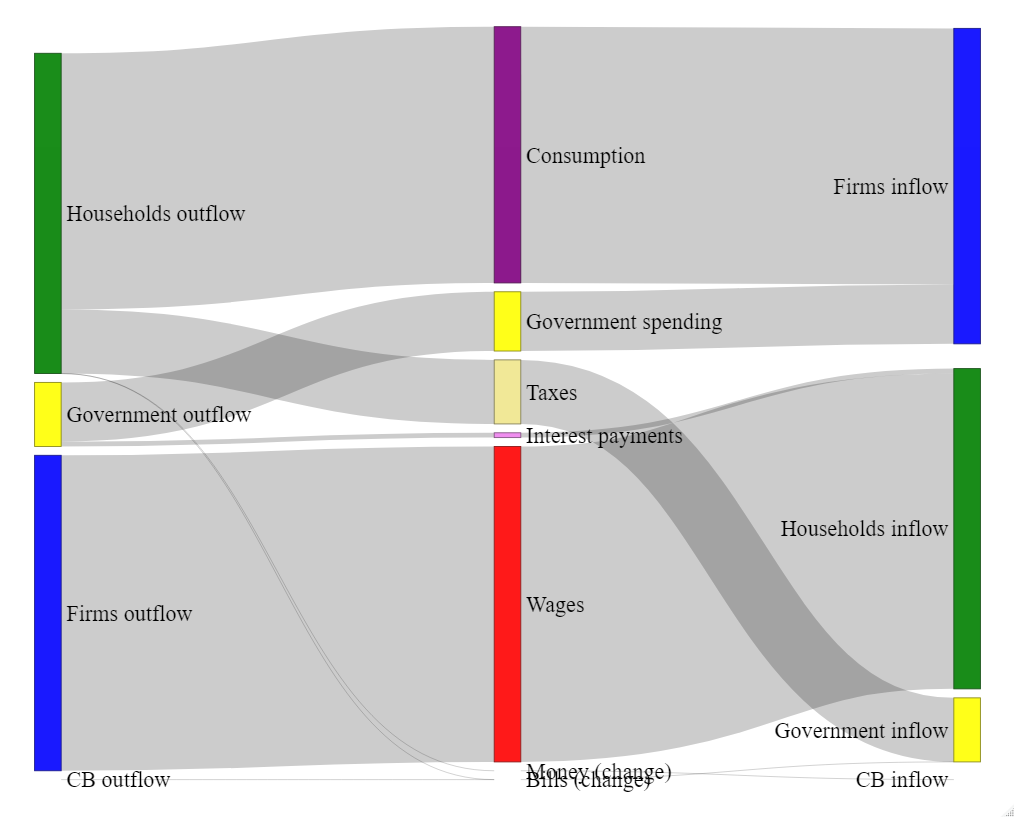 Consumption
Firms inflow
Households outflow
Government spending
Taxes
Government outflow
Interest payments
Households inflow
Wages
Firms outflow
Government inflow
Money (change)
CB outflow
Bills (change)
CB inflow